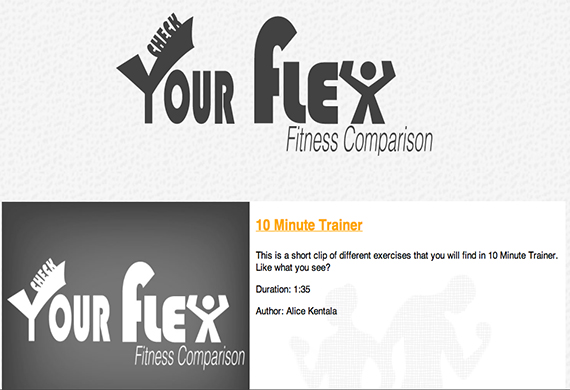 CHECK
YOUR FLEX
Fitness Comparison
CHECK
YOUR FLEX
Fitness Comparison
10 Minute Trainer
This is a short clip of different exercises that you will find in 10 Minute Trainer.
Like what you see?
Duration: 1:35
Author: Alice Kentala